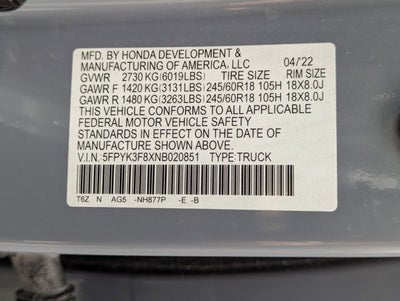 MFD. BY HONDA DEVELOPMENT &
MANUFACTURING OF AMERICA, LLC 04/'22
GVWR 2730 KG(6019LBS) TIRE SIZE RIM SIZE
GAWR F 1420 KG(3131LBS)245/60R18 105H 18X8.0J
GAWR R 1480 KG(3263LBS)245/60R18 105H 18X8.0J
THIS VEHICLE CONFORMS TO ALL APPLICABLE
FEDERAL MOTOR VEHICLE SAFETY
STANDARDS IN EFFECT ON THE DATE OF
MANUFACTURE SHOWN ABOVE.
V.I.N.:5FPYK3F8XNB020851 TYPE:TRUCK
T6Z N AG5 -NH877P -E -B